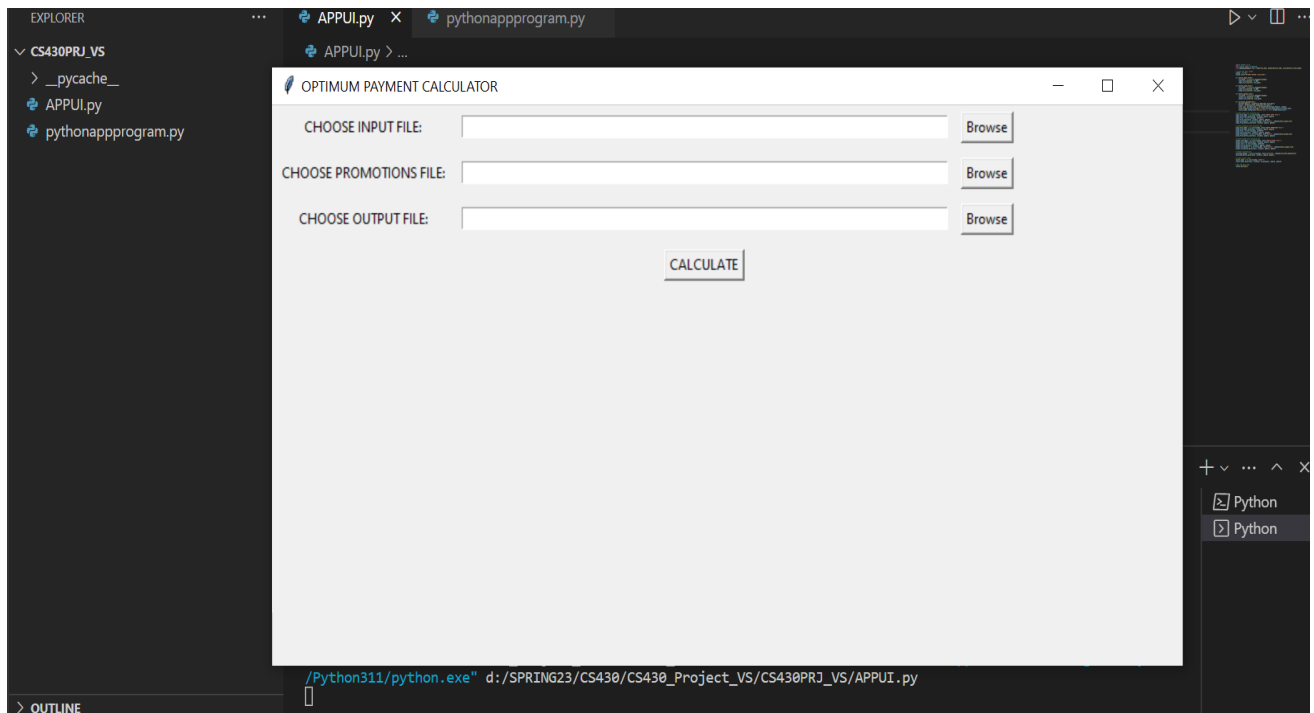 EXPLORER ... APPUI.py X pythonappprogram.py ...
CS430PRJ_VS
APPUI.py > ...
__pycache__
APPUI.py
pythonappprogram.py
OPTIMUM PAYMENT CALCULATOR
CHOOSE INPUT FILE: Browse
CHOOSE PROMOTIONS FILE: Browse
CHOOSE OUTPUT FILE: Browse
CALCULATE
Python
Python
/Python311/python.exe" d:/SPRING23/CS430/CS430_Project_VS/CS430PRJ_VS/APPUI.py
OUTLINE